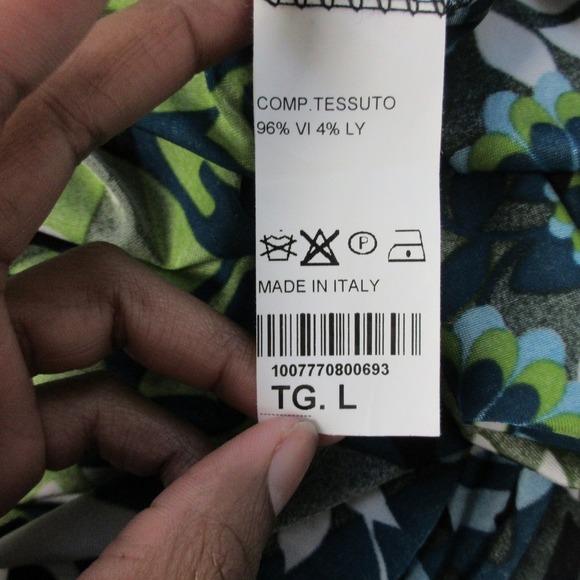 COMP.TESSUTO
96% VI 4% LY
P
MADE IN ITALY
1007770800693
TG. L